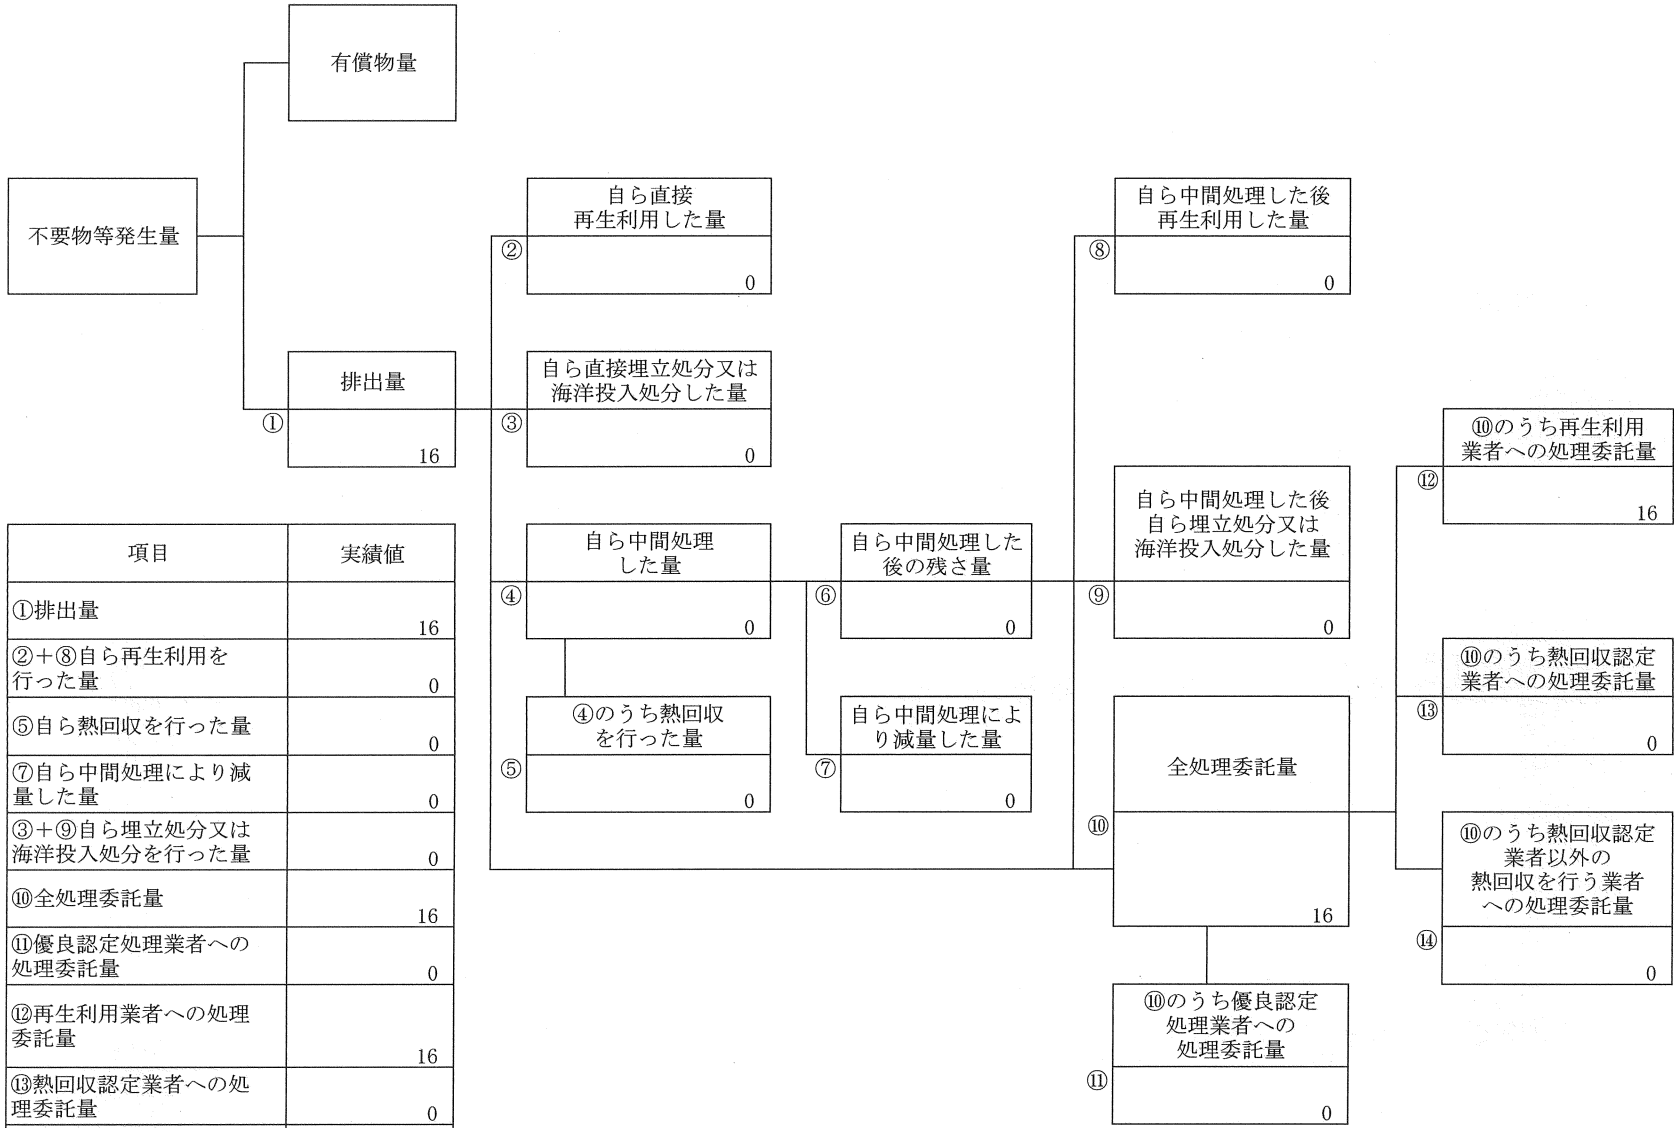 有償物量
不要物等発生量
自ら直接
再生利用した量
②
0
自ら中間処理した後
再生利用した量
⑧
0
排出量
①
16
自ら直接埋立処分又は
海洋投入処分した量
③
0
⑩のうち再生利用
業者への処理委託量
⑫
16
自ら中間処理
した量
④
0
自ら中間処理した
後の残さ量
⑥
0
自ら中間処理した後
自ら埋立処分又は
海洋投入処分した量
⑨
0
⑩のうち熱回収認定
業者への処理委託量
⑬
0
④のうち熱回収
を行った量
⑤
0
自ら中間処理によ
り減量した量
⑦
0
全処理委託量
⑩
16
⑩のうち熱回収認定
業者以外の
熱回収を行う業者
への処理委託量
⑭
0
⑩のうち優良認定
処理業者への
処理委託量
⑪
0
項目 実績値
①排出量
16
②+⑧自ら再生利用を
行った量
0
⑤自ら熱回収を行った量
0
⑦自ら中間処理により減
量した量
0
③+⑨自ら埋立処分又は
海洋投入処分を行った量
0
⑩全処理委託量
16
⑪優良認定処理業者への
処理委託量
0
⑫再生利用業者への処理
委託量
16
⑬熱回収認定業者への処
理委託量
0